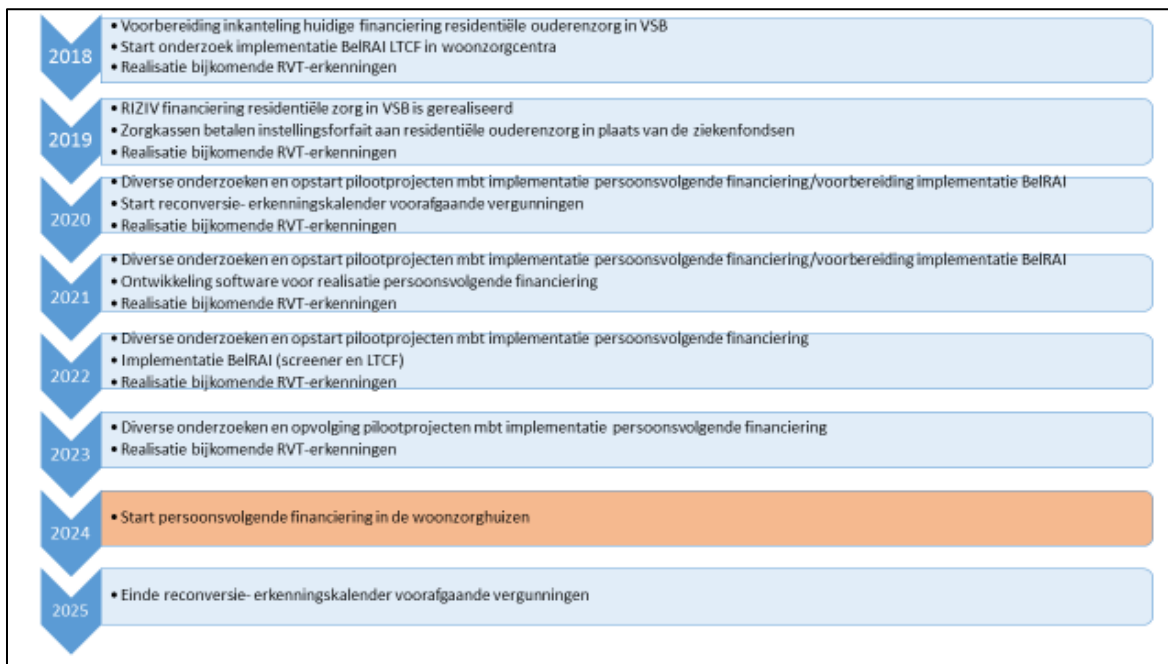 2018
• Voorbereiding inkanteling huidige financiering residentiële ouderenzorg in VSB
• Start onderzoek implementatie BelRAI LTCF in woonzorgcentra
• Realisatie bijkomende RVT-erkenningen
2019
• RIZIV financiering residentiële zorg in VSB is gerealiseerd
• Zorgkassen betalen instellingsforfait aan residentiële ouderenzorg in plaats van de ziekenfondsen
• Realisatie bijkomende RVT-erkenningen
2020
• Diverse onderzoeken en opstart pilootprojecten mbt implementatie persoonsvolgende financiering/voorbereiding implementatie BelRAI
• Start reconversie- erkenningskalender voorafgaande vergunningen
• Realisatie bijkomende RVT-erkenningen
2021
• Diverse onderzoeken en opstart pilootprojecten mbt implementatie persoonsvolgende financiering/voorbereiding implementatie BelRAI
• Ontwikkeling software voor realisatie persoonsvolgende financiering
• Realisatie bijkomende RVT-erkenningen
2022
• Diverse onderzoeken en opstart pilootprojecten mbt implementatie persoonsvolgende financiering
• Implementatie BelRAI (screener en LTCF)
• Realisatie bijkomende RVT-erkenningen
2023
• Diverse onderzoeken en opvolging pilootprojecten mbt implementatie persoonsvolgende financiering
• Realisatie bijkomende RVT-erkenningen
2024
• Start persoonsvolgende financiering in de woonzorghuizen
2025
• Einde reconversie- erkenningskalender voorafgaande vergunningen